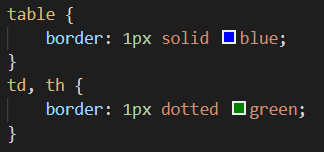 table {
    border: 1px solid blue;
}
td, th {
    border: 1px dotted green;
}